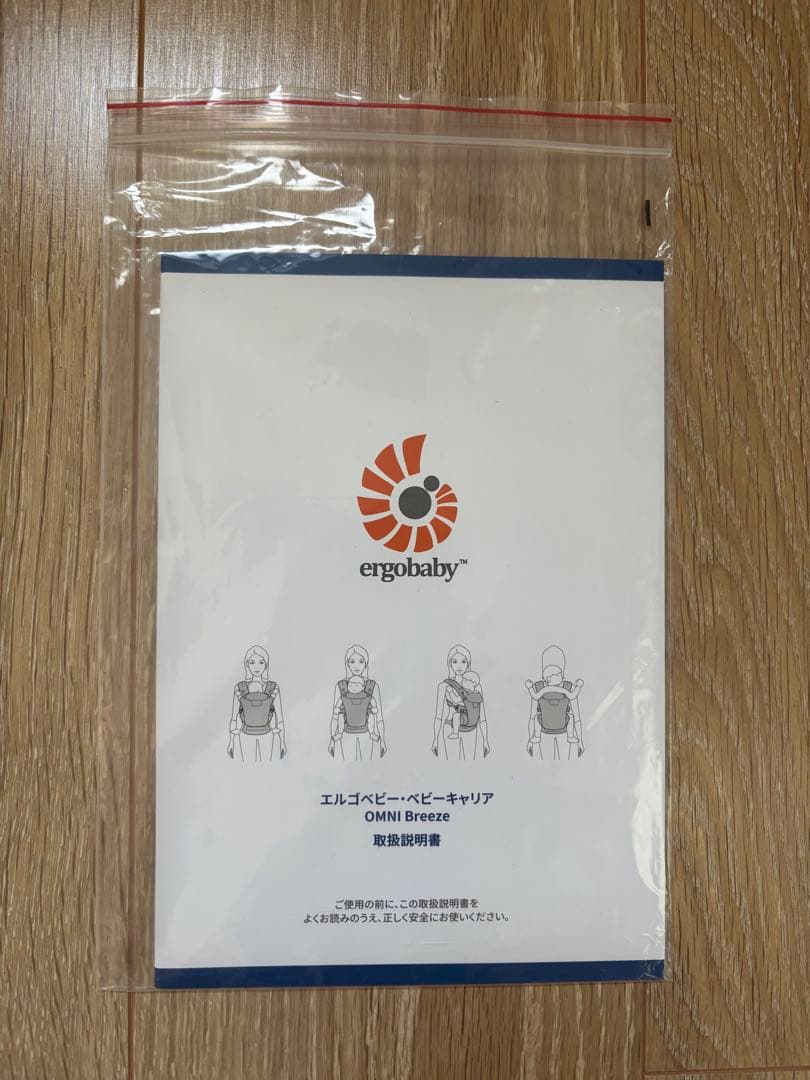 ergobaby™
エルゴベビー・ベビーキャリア
OMNI Breeze
取扱説明書
ご使用の前に、この取扱説明書を
よくお読みのうえ、正しく安全にお使いください。